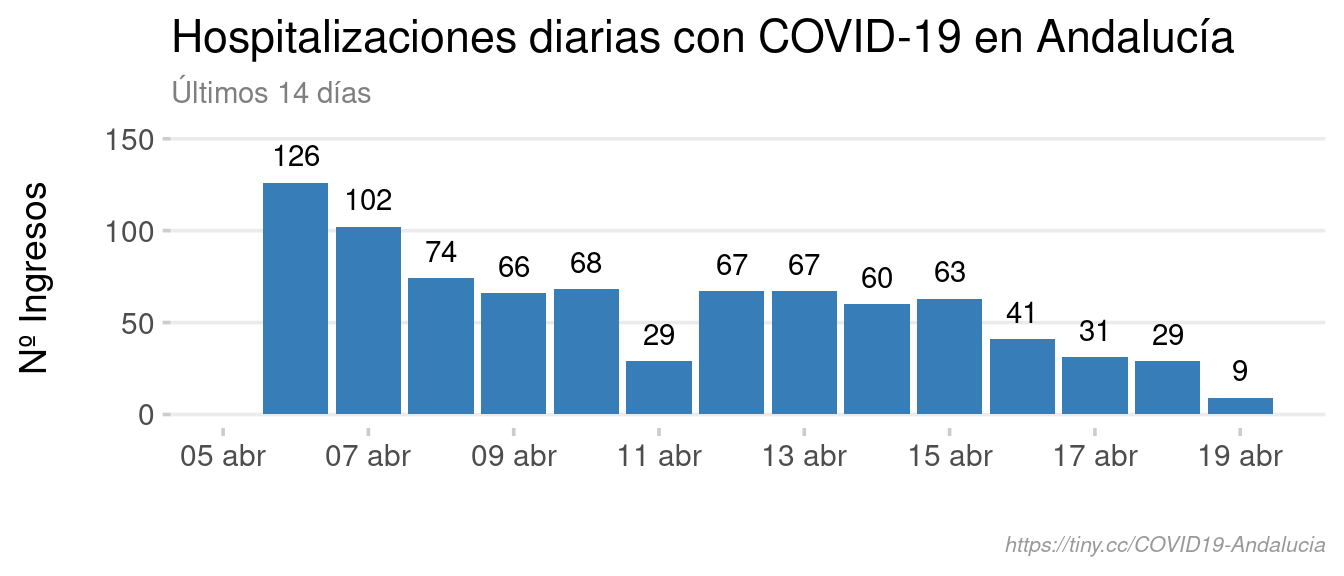 Hospitalizaciones diarias con COVID-19 en Andalucía
Últimos 14 días
Nº Ingresos
150
100
50
0
126
102
74
66
68
29
67
67
60
63
41
31
29
9
05 abr
07 abr
09 abr
11 abr
13 abr
15 abr
17 abr
19 abr
https://tiny.cc/COVID19-Andalucia